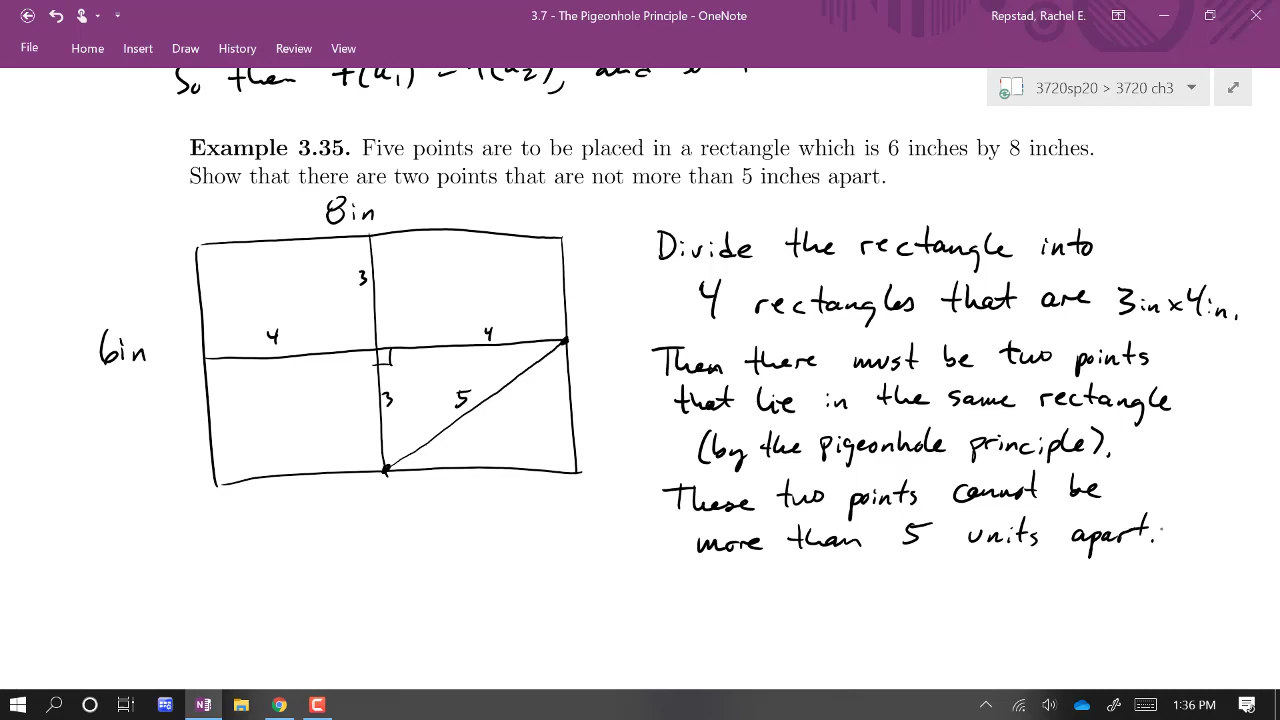 3.7 - The Pigeonhole Principle - OneNote
Repstad, Rachel E.
File Home Insert Draw History Review View
So then
3720sp20 > 3720 ch3
Example 3.35. Five points are to be placed in a rectangle which is 6 inches by 8 inches.
Show that there are two points that are not more than 5 inches apart.
8in
3
4
4
6in
3
5
Divide the rectangle into
4 rectangles that are 3in x 4in.
Then there must be two points
that lie in the same rectangle
(by the pigeonhole principle).
These two points cannot be
more than 5 units apart.
1:36 PM